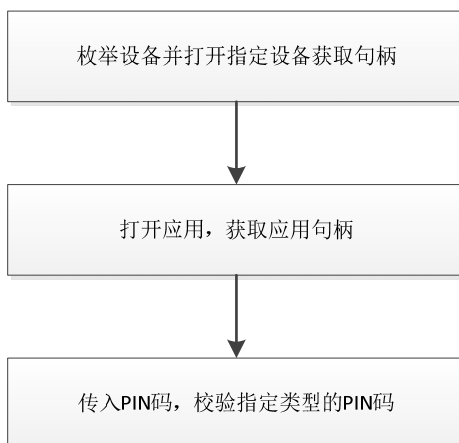 枚举设备并打开指定设备获取句柄
打开应用，获取应用句柄
传入PIN码，校验指定类型的PIN码